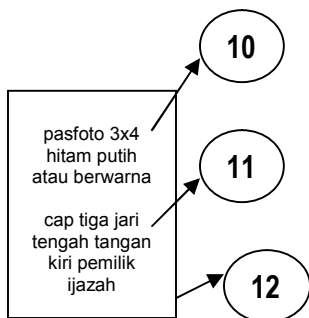 10
pasfoto 3x4
hitam putih
atau berwarna
11
cap tiga jari
tengah tangan
kiri pemilik
ijazah
12